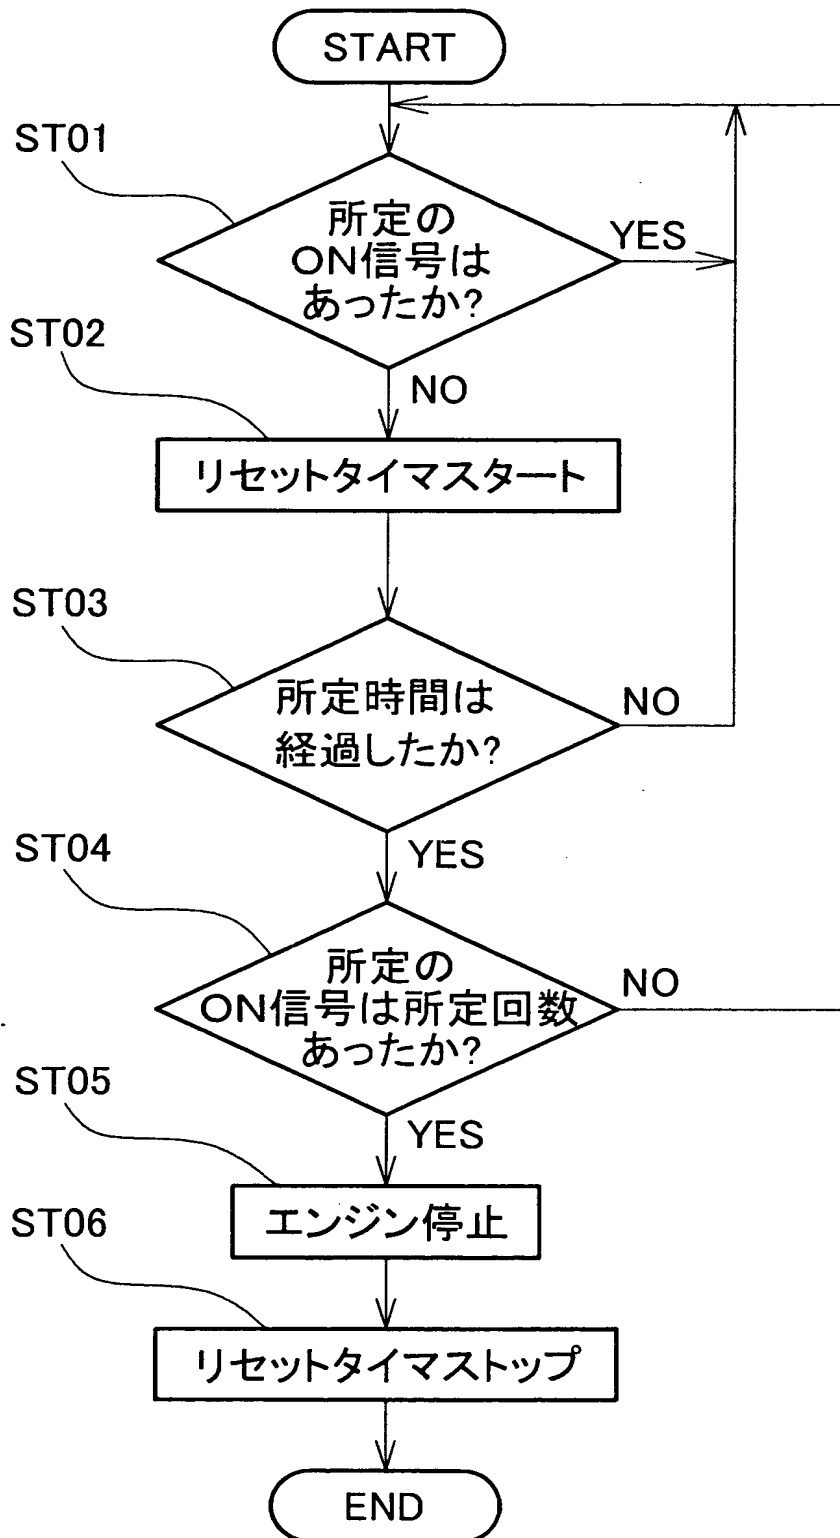 START
ST01
所定の
ON信号は
あったか?
YES
ST02
NO
リセットタイマスタート
ST03
所定時間は
経過したか?
NO
ST04
YES
所定の
ON信号は所定回数
あったか?
NO
ST05
YES
エンジン停止
ST06
リセットタイマストップ
END